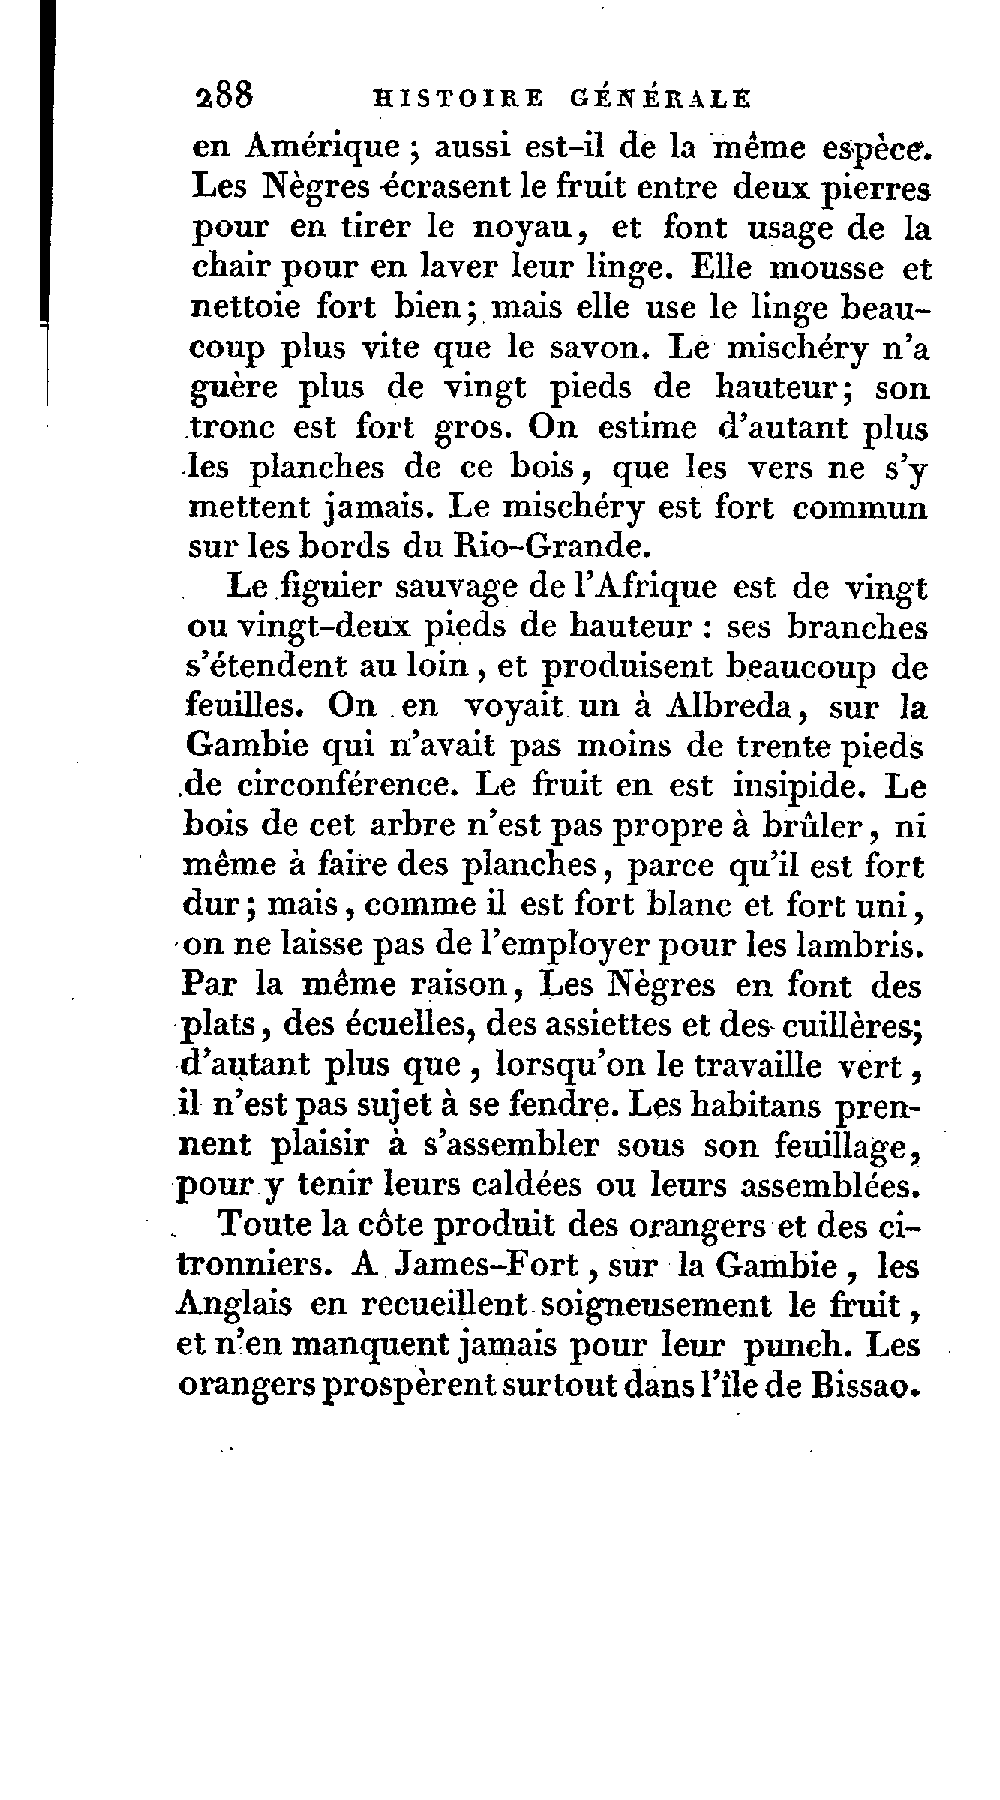 288 HISTOIRE GÉNÉRALE
en Amérique ; aussi est-il de la même espèce.
Les Nègres écrasent le fruit entre deux pierres
pour en tirer le noyau, et font usage de la
chair pour en laver leur linge. Elle mousse et
nettoie fort bien; mais elle use le linge beau-
coup plus vite que le savon. Le mischéry n'a
guère plus de vingt pieds de hauteur; son
tronc est fort gros. On estime d'autant plus
les planches de ce bois, que les vers ne s'y
mettent jamais. Le mischéry est fort commun
sur les bords du Rio-Grande.
Le figuier sauvage de l'Afrique est de vingt
ou vingt-deux pieds de hauteur : ses branches
s'étendent au loin, et produisent beaucoup de
feuilles. On en voyait un à Albreda, sur la
Gambie qui n'avait pas moins de trente pieds
de circonférence. Le fruit en est insipide. Le
bois de cet arbre n'est pas propre à brûler, ni
même à faire des planches, parce qu'il est fort
dur; mais, comme il est fort blanc et fort uni,
on ne laisse pas de l'employer pour les lambris.
Par la même raison, Les Nègres en font des
plats, des écuelles, des assiettes et des cuillères;
d'autant plus que, lorsqu'on le travaille vert,
il n'est pas sujet à se fendre. Les habitans pren-
nent plaisir à s'assembler sous son feuillage,
pour y tenir leurs caldées ou leurs assemblées.
Toute la côte produit des orangers et des ci-
tronniers. A James-Fort, sur la Gambie, les
Anglais en recueillent soigneusement le fruit,
et n'en manquent jamais pour leur punch. Les
orangers prospèrent surtout dans l'île de Bissao.